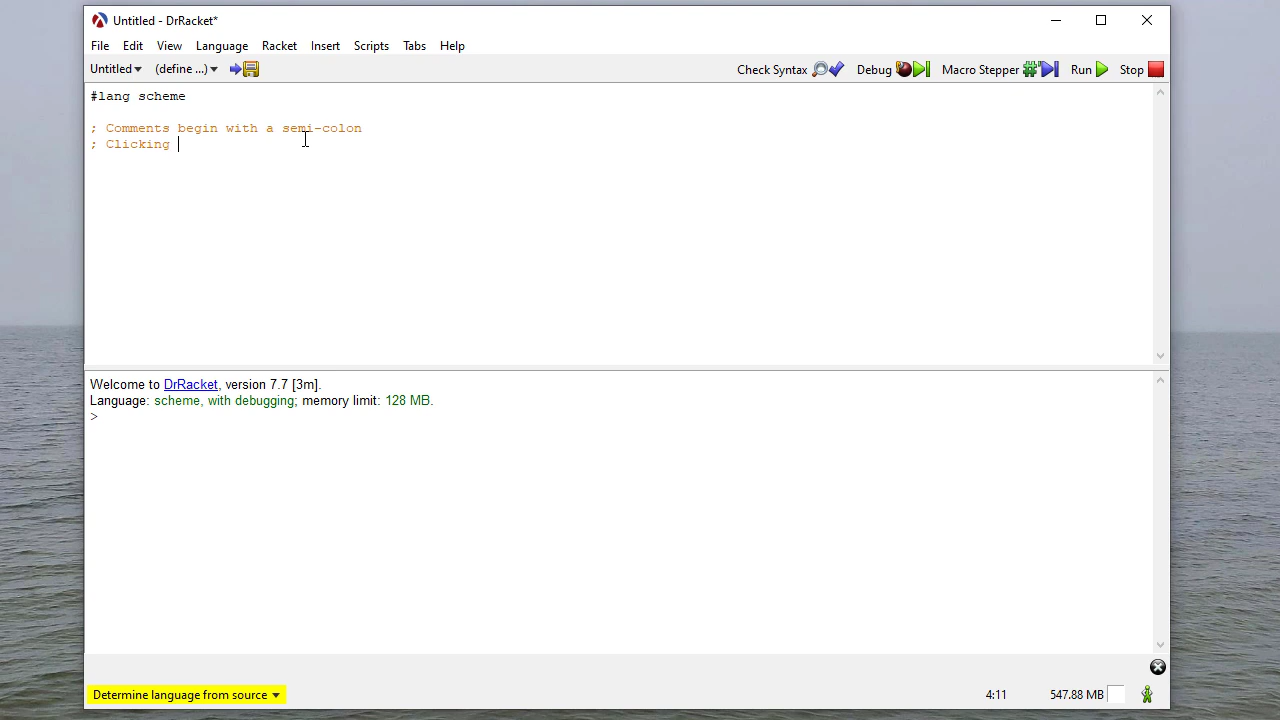 Untitled - DrRacket*
File Edit View Language Racket Insert Scripts Tabs Help
Untitled (define ...) Check Syntax Debug Macro Stepper Run Stop
#lang scheme
; Comments begin with a semi-colon
; Clicking
Welcome to DrRacket, version 7.7 [3m].
Language: scheme, with debugging; memory limit: 128 MB.
>
Determine language from source 4:11 547.88 MB